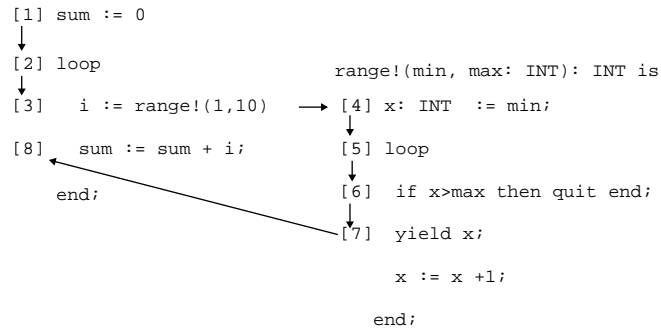 [1] sum := 0
[2] loop
[3] i := range!(1,10)
[8] sum := sum + i;
end;
range!(min, max: INT): INT is
[4] x: INT := min;
[5] loop
[6] if x>max then quit end;
[7] yield x;
x := x +1;
end;